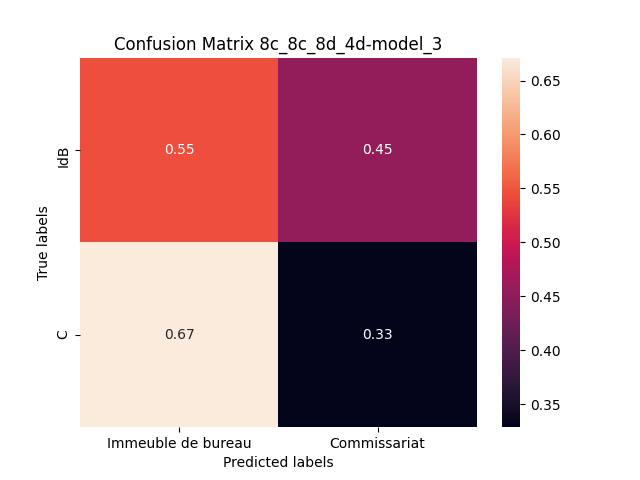 Confusion Matrix 8c_8c_8d_4d-model_3
True labels
IdB
0.55
0.45
C
0.67
0.33
Immeuble de bureau
Commissariat
Predicted labels
0.65
0.60
0.55
0.50
0.45
0.40
0.35